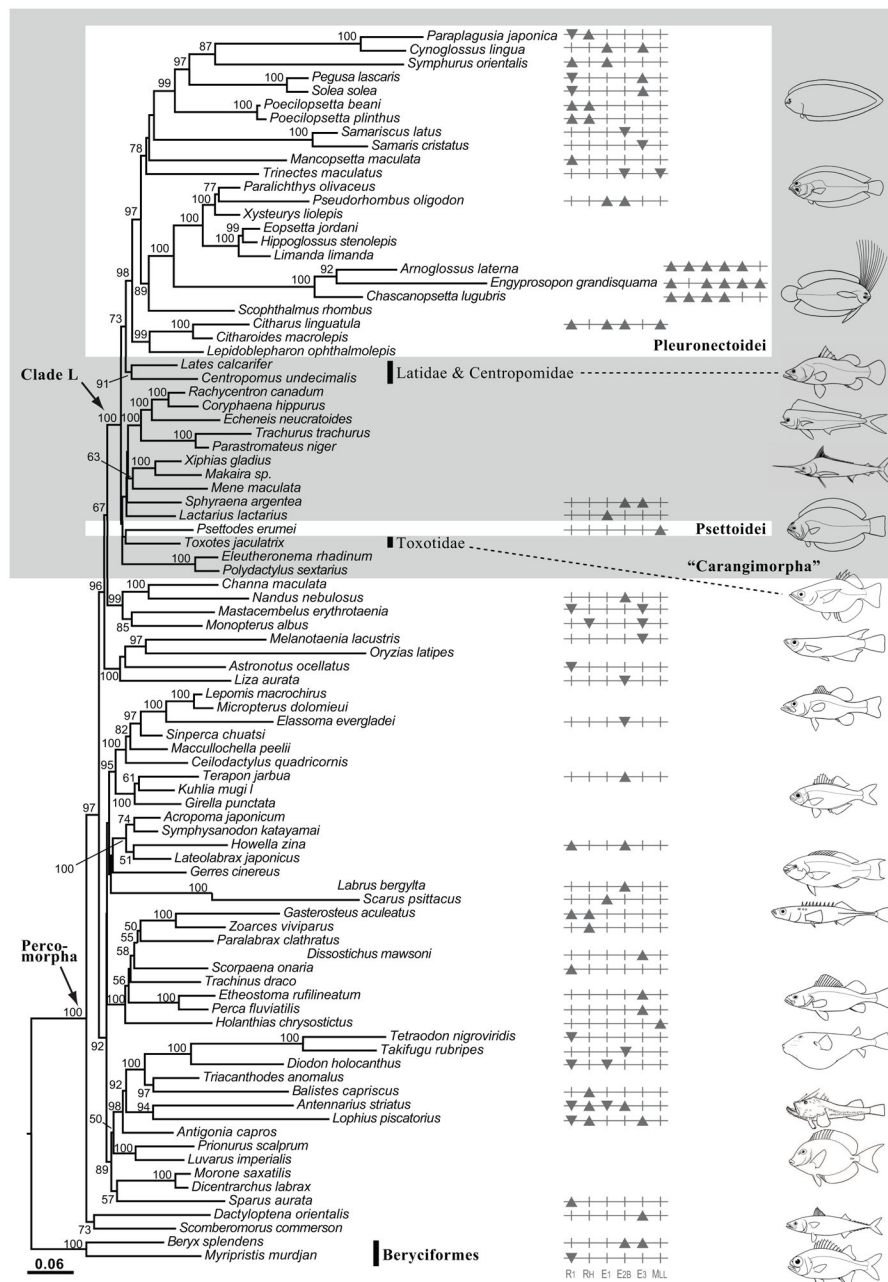 100
Paraplagusia japonica
87
Cynoglossus lingua
97
Symphurus orientalis
Pegusa lascaris
99
100
Solea solea
100
Poecilopsetta beani
Poecilopsetta plinthus
100
Samariscus latus
Samaris cristatus
78
Mancopsetta maculata
Trinectes maculatus
77
Paralichthys olivaceus
Pseudorhombus oligodon
97
100
Xysteurys liolepis
99
Eopsetta jordani
100
100
Hippoglossus stenolepis
Limanda limanda
98
92
Arnoglossus laterna
100
Engyprosopon grandisquama
89
Chascanopsetta lugubris
Scophthalmus rhombus
73
100
Citharus linguatula
99
Citharoides macrolepis
Pleuronectoidei
Lepidoblepharon ophthalmolepis
Lates calcarifer
Clade L
91
Centropomus undecimalis
Latidae & Centropomidae
100
Rachycentron canadum
100
100
100
Coryphaena hippurus
Echeneis neucratoides
100
Trachurus trachurus
Parastromateus niger
63
100
Xiphias gladius
Makaira sp.
Mene maculata
Sphyraena argentea
67
Lactarius lactarius
Psettodes erumei
Psettoidei
Toxotes jaculatrix
Toxotidae
100
Eleutheronema rhadinum
“Carangimorpha”
Polydactylus sextarius
96
100
Channa maculata
99
Nandus nebulosus
Mastacembelus erythrotaenia
85
Monopterus albus
97
Melanotaenia lacustris
Oryzias latipes
100
Astronotus ocellatus
Liza aurata
100
Lepomis macrochirus
97
100
Micropterus dolomieui
82
Elassoma evergladei
100
Siniperca chuatsi
Maccullochella peelii
95
Ceilodactylus quadricornis
61
Terapon jarbua
Kuhlia mugi l
100
Girella punctata
97
74
Acropoma japonicum
Symphysanodon katayamai
Howella zina
100
51
Lateolabrax japonicus
Gerres cinereus
100
Labrus bergylta
Scarus psittacus
100
Gasterosteus aculeatus
50
Zoarces viviparus
55
Paralabrax clathratus
Perco-
morpha
58
Dissostichus mawsoni
Scorpaena onaria
56
Trachinus draco
100
Etheostoma rufilineatum
100
100
Perca fluviatilis
Holanthias chrysostictus
92
100
Tetraodon nigroviridis
100
Takifugu rubripes
Diodon holocanthus
92
Triacanthodes anomalus
97
Balistes capriscus
98
94
Antennarius striatus
50
Lophius piscatorius
Antigonia capros
100
Prionurus scalprum
89
Luvarus imperialis
100
Morone saxatilis
Dicentrarchus labrax
57
Sparus aurata
Dactyloptena orientalis
73
Scomberomorus commerson
100
Beryx splendens
Beryciformes
Myripristis murdjan
0.06
R1 RH E1 E2B E3 MLL